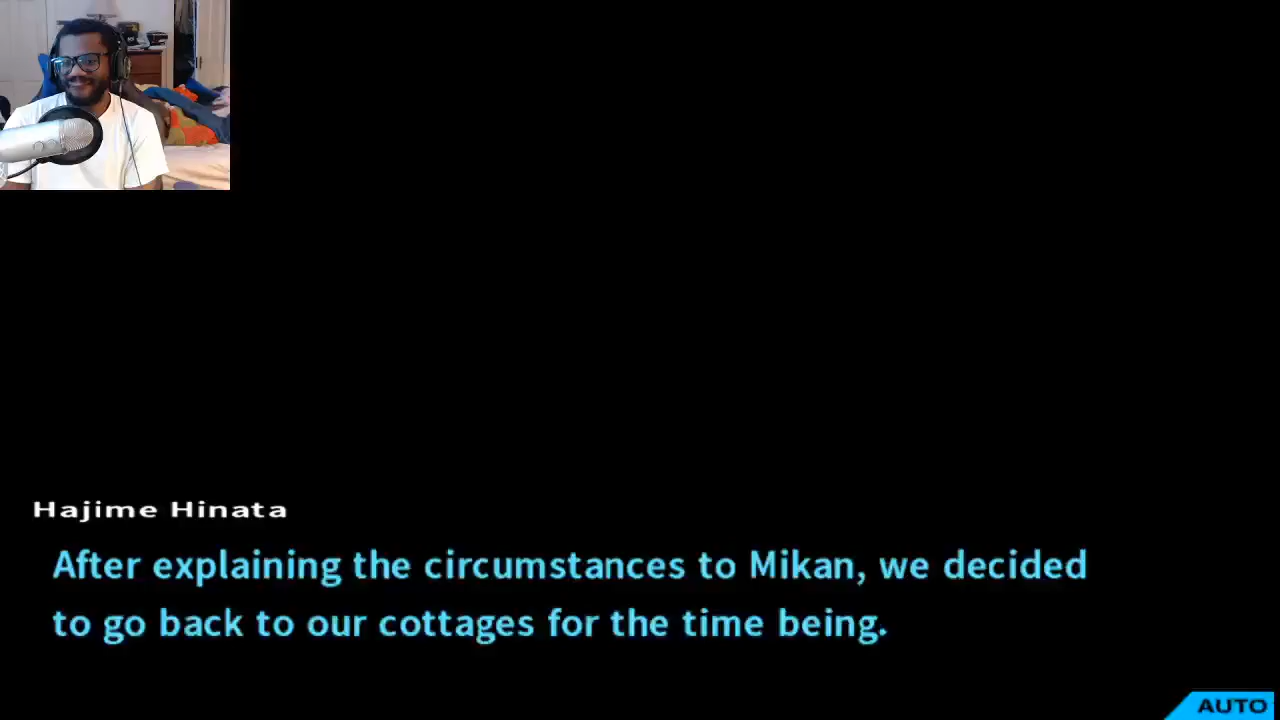 Hajime Hinata
After explaining the circumstances to Mikan, we decided
to go back to our cottages for the time being.
AUTO